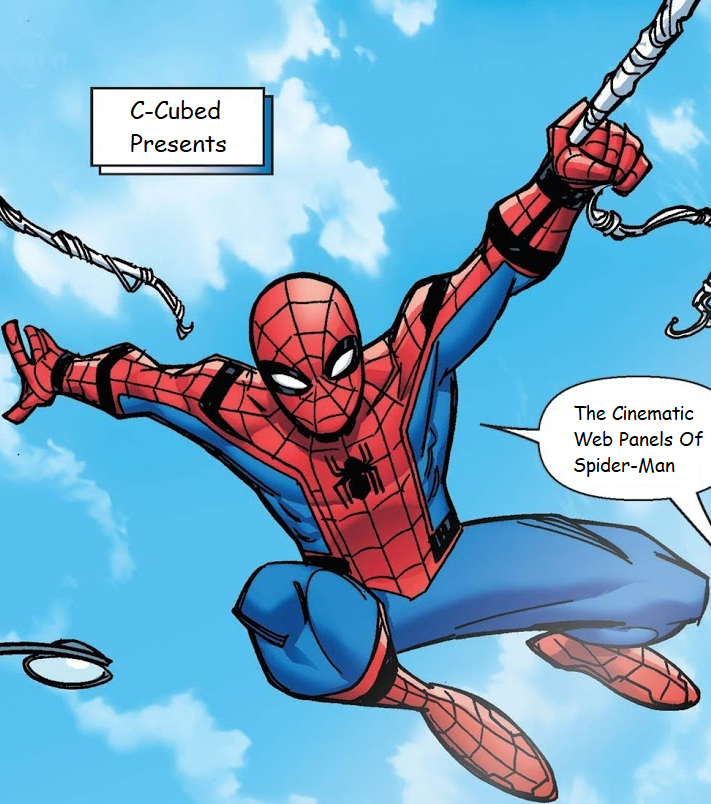 C-Cubed
Presents
The Cinematic
Web Panels Of
Spider-Man